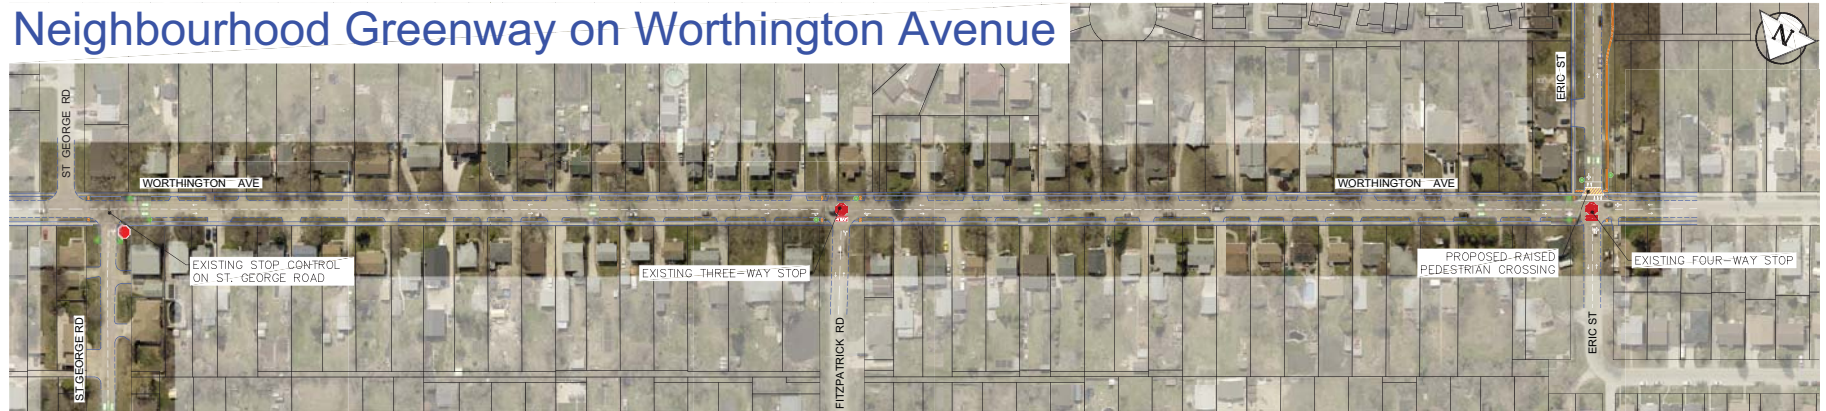 Neighbourhood Greenway on Worthington Avenue
N
ST GEORGE RD
ERIC ST
WORTHINGTON AVE
WORTHINGTON AVE
EXISTING STOP CONTROL
ON ST. GEORGE ROAD
EXISTING THREE-WAY STOP
PROPOSED RAISED
PEDESTRIAN CROSSING
EXISTING FOUR-WAY STOP
ST GEORGE RD
FITZPATRICK RD
ERIC ST